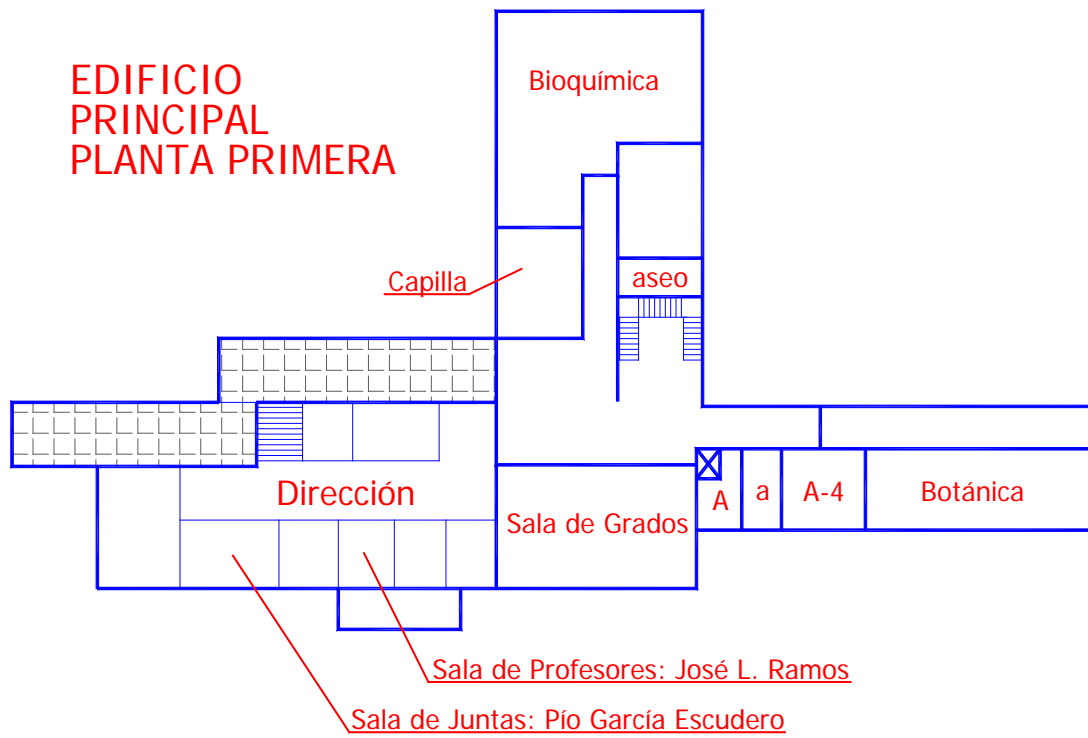 EDIFICIO
PRINCIPAL
PLANTA PRIMERA
Bioquímica
Capilla
aseo
Dirección
Sala de Grados
A
a
A-4
Botánica
Sala de Profesores: José L. Ramos
Sala de Juntas: Pío García Escudero